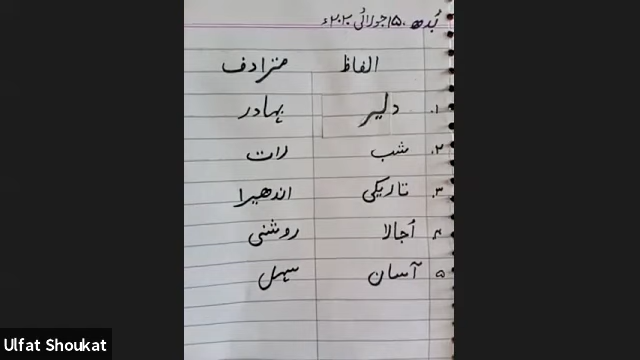 بُدھ ۱۵ جولائی ۲۰۲۰ء
الفاظ مترادف
۱. دلیر بہادر
۲. شب رات
۳. تاریکی اندھیرا
۴. اُجالا روشنی
۵ آسان سہل
Ulfat Shoukat